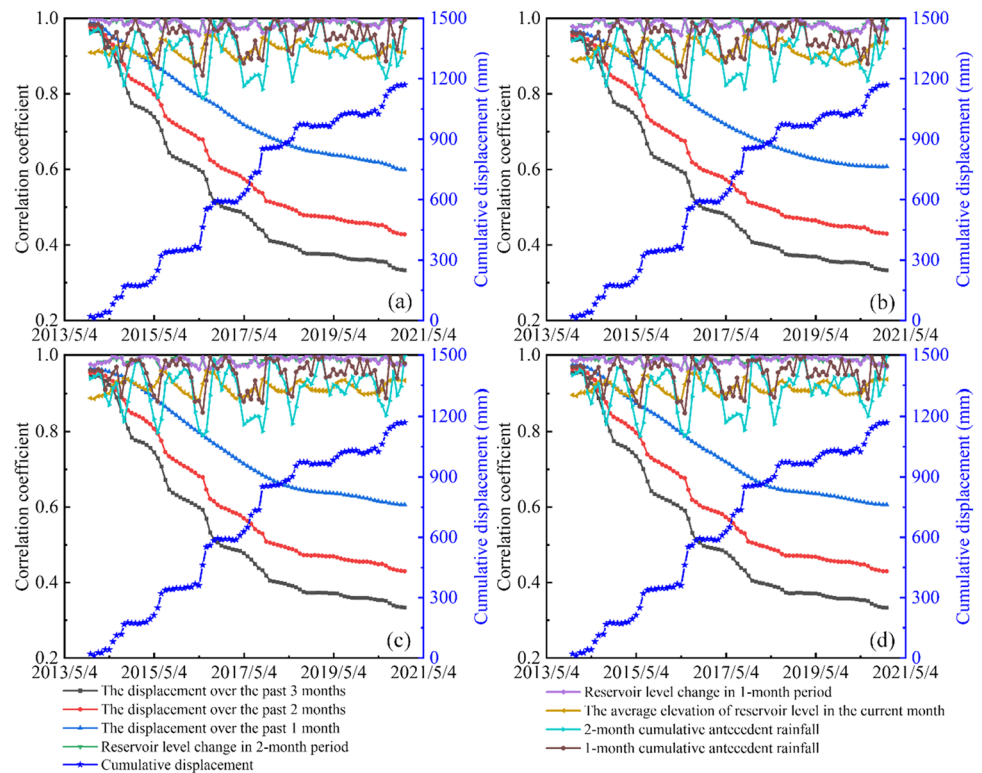 1.0
0.8
0.6
0.4
0.2
Correlation coefficient
1500
1200
900
600
300
0
Cumulative displacement (mm)
(a)
2013/5/4 2015/5/4 2017/5/4 2019/5/4 2021/5/4
1.0
0.8
0.6
0.4
0.2
Correlation coefficient
1500
1200
900
600
300
0
Cumulative displacement (mm)
(b)
2013/5/4 2015/5/4 2017/5/4 2019/5/4 2021/5/4
1.0
0.8
0.6
0.4
0.2
Correlation coefficient
1500
1200
900
600
300
0
Cumulative displacement (mm)
(c)
2013/5/4 2015/5/4 2017/5/4 2019/5/4 2021/5/4
1.0
0.8
0.6
0.4
0.2
Correlation coefficient
1500
1200
900
600
300
0
Cumulative displacement (mm)
(d)
2013/5/4 2015/5/4 2017/5/4 2019/5/4 2021/5/4
The displacement over the past 3 months
The displacement over the past 2 months
The displacement over the past 1 month
Reservoir level change in 2-month period
Cumulative displacement
Reservoir level change in 1-month period
The average elevation of reservoir level in the current month
2-month cumulative antecedent rainfall
1-month cumulative antecedent rainfall